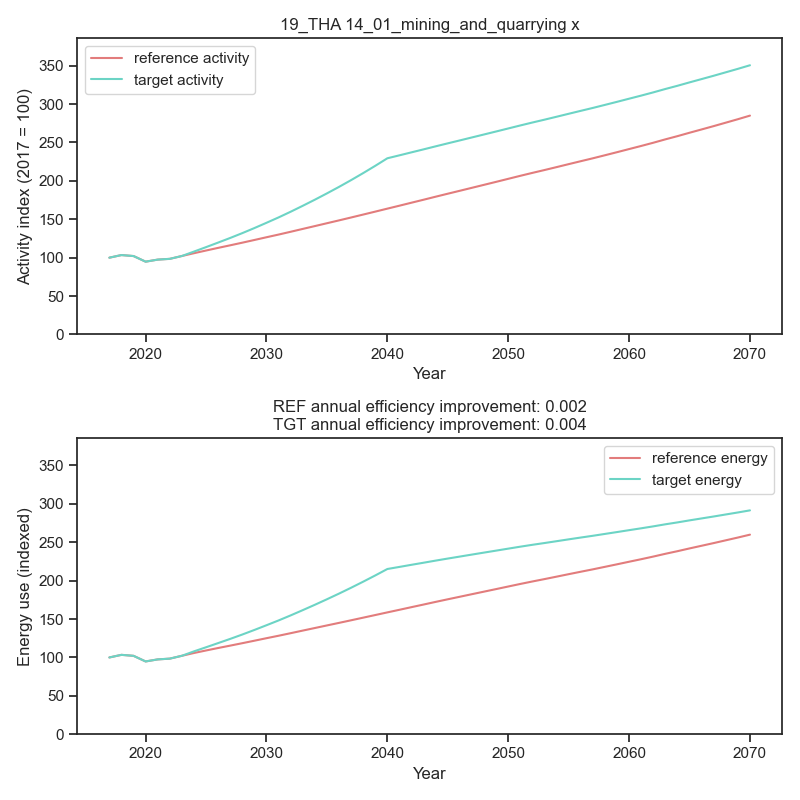 19_THA 14_01_mining_and_quarrying x
reference activity
target activity
Activity index (2017 = 100)
350
300
250
200
150
100
50
0
2020
2030
2040
2050
2060
2070
Year
REF annual efficiency improvement: 0.002
TGT annual efficiency improvement: 0.004
reference energy
target energy
Energy use (indexed)
350
300
250
200
150
100
50
0
2020
2030
2040
2050
2060
2070
Year